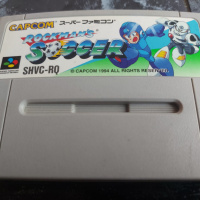 CAPCOM スーパーファミコン
ROCKMAN'S
SOCCER
SHVC-RQ
© CAPCOM 1994 ALL RIGHTS RESERVED.